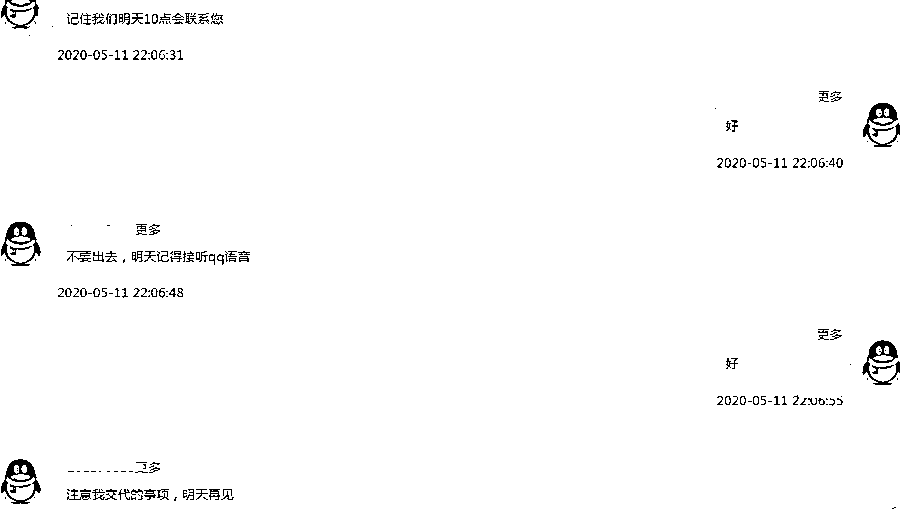 记住我们明天10点会联系您
2020-05-11 22:06:31
更多
好
2020-05-11 22:06:40
更多
不要出去，明天记得接听qq语音
2020-05-11 22:06:48
更多
好
2020-05-11 22:06:55
更多
注意我交代的事项，明天再见